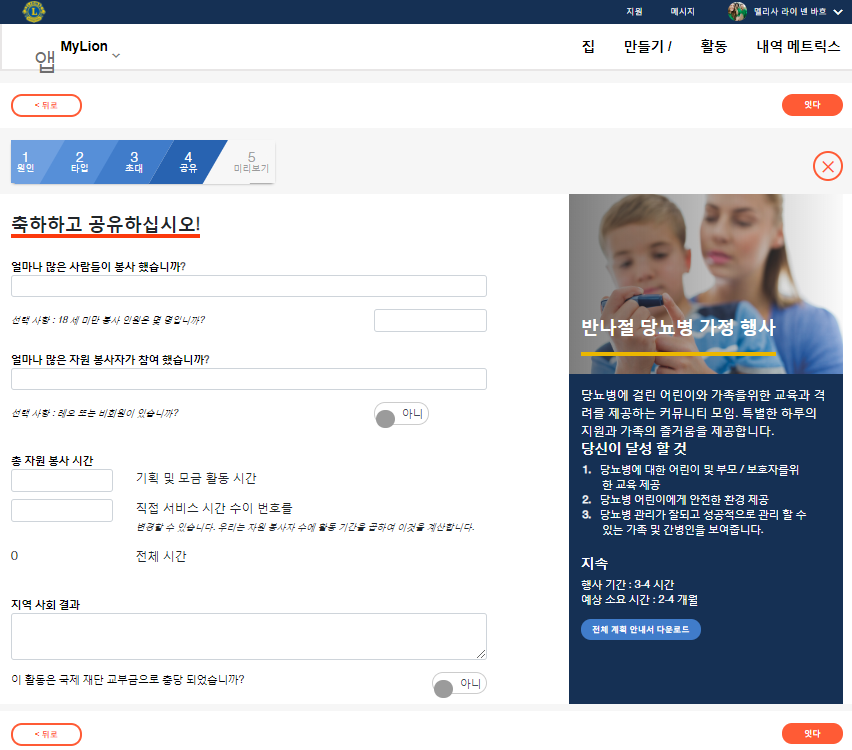 지원 메시지 멜리사 라이 넨 바흐
앱 MyLion
집 만들기 / 활동 내역 메트릭스
< 뒤로
잇다
1 2 3 4 5
원인 타입 초대 공유 미리보기
축하하고 공유하십시오!
얼마나 많은 사람들이 봉사 했습니까?
선택 사항 : 18 세 미만 봉사 인원은 몇 명입니까?
얼마나 많은 자원 봉사자가 참여 했습니까?
선택 사항 : 레오 또는 비회원이 있습니까?
아니
총 자원 봉사 시간
기획 및 모금 활동 시간
직접 서비스 시간 수이 번호를
변경할 수 있습니다. 우리는 자원 봉사자 수에 활동 기간을 곱하여 이것을 계산합니다.
0 전체 시간
지역 사회 결과
이 활동은 국제 재단 교부금으로 충당 되었습니까?
아니
반나절 당뇨병 가정 행사
당뇨병에 걸린 어린이와 가족을위한 교육과 격
려를 제공하는 커뮤니티 모임. 특별한 하루의
지원과 가족의 즐거움을 제공합니다.
당신이 달성 할 것
1. 당뇨병에 대한 어린이 및 부모 / 보호자를위
한 교육 제공
2. 당뇨병 어린이에게 안전한 환경 제공
3. 당뇨병 관리가 잘되고 성공적으로 관리 할 수
있는 가족 및 간병인을 보여줍니다.
지속
행사 기간 : 3-4 시간
예상 소요 시간 : 2-4 개월
전체 계획 안내서 다운로드
< 뒤로
잇다